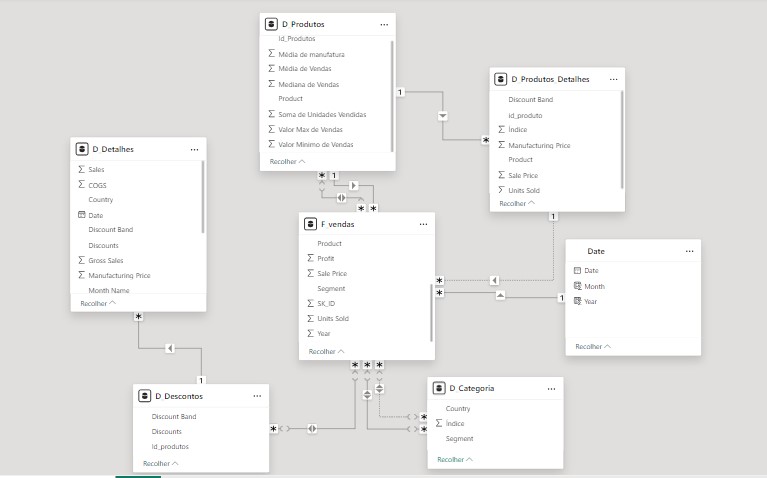 D_Produtos
Id_Produtos
Média de manufatura
Média de Vendas
Mediana de Vendas
Product
Soma de Unidades Vendidas
Valor Max de Vendas
Valor Minimo de Vendas
Recolher
1
*
* 1
* *
D_Produtos_Detalhes
Discount Band
id_produto
Índice
Manufacturing Price
Product
Sale Price
Units Sold
Recolher
1
D_Detalhes
Sales
COGS
Country
Date
Discount Band
Discounts
Gross Sales
Manufacturing Price
Month Name
Recolher
*
1
F_vendas
Product
Profit
Sale Price
Segment
SK_ID
Units Sold
Year
Recolher
*
*
* * *
Date
Date
Month
Year
Recolher
1
D_Descontos
Discount Band
Discounts
Id_produtos
Recolher
*
D_Categoria
Country
Índice
Segment
Recolher
*
*